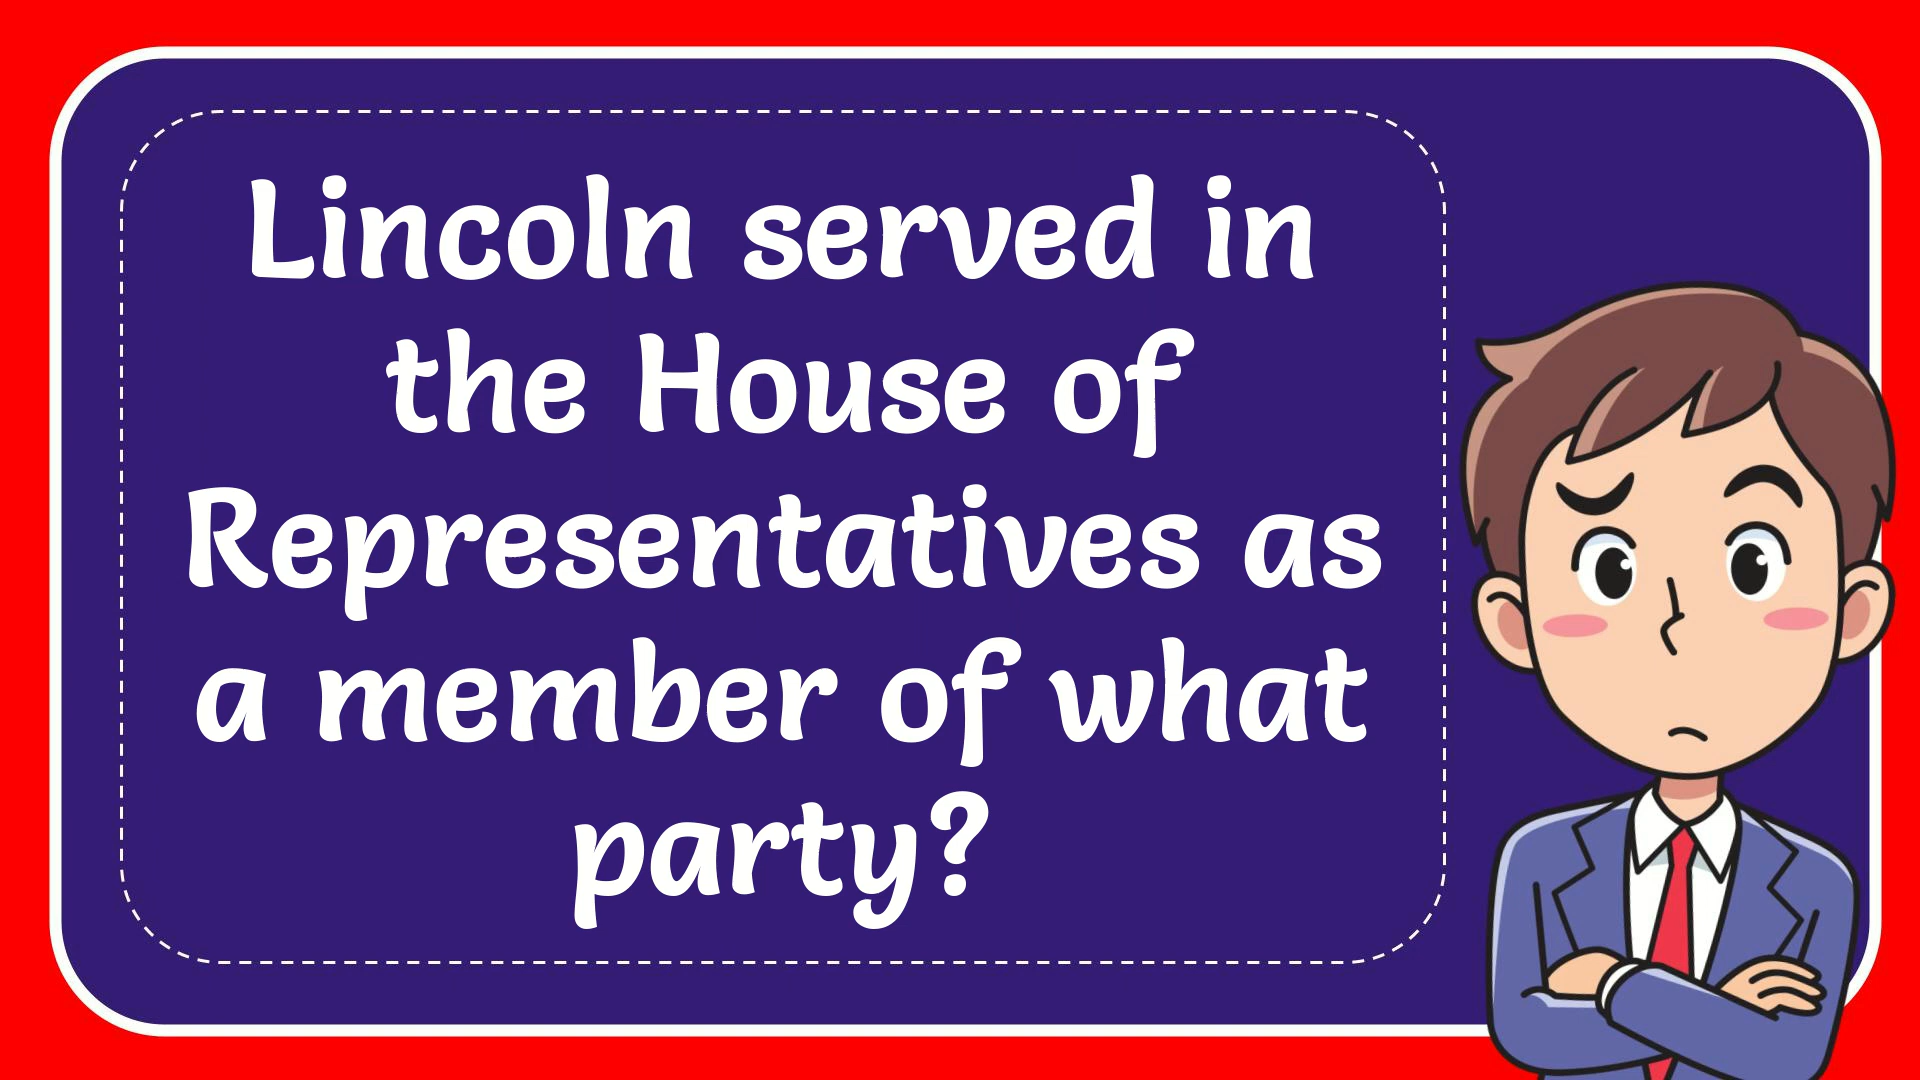 Lincoln served in
the House of
Representatives as
a member of what
party?